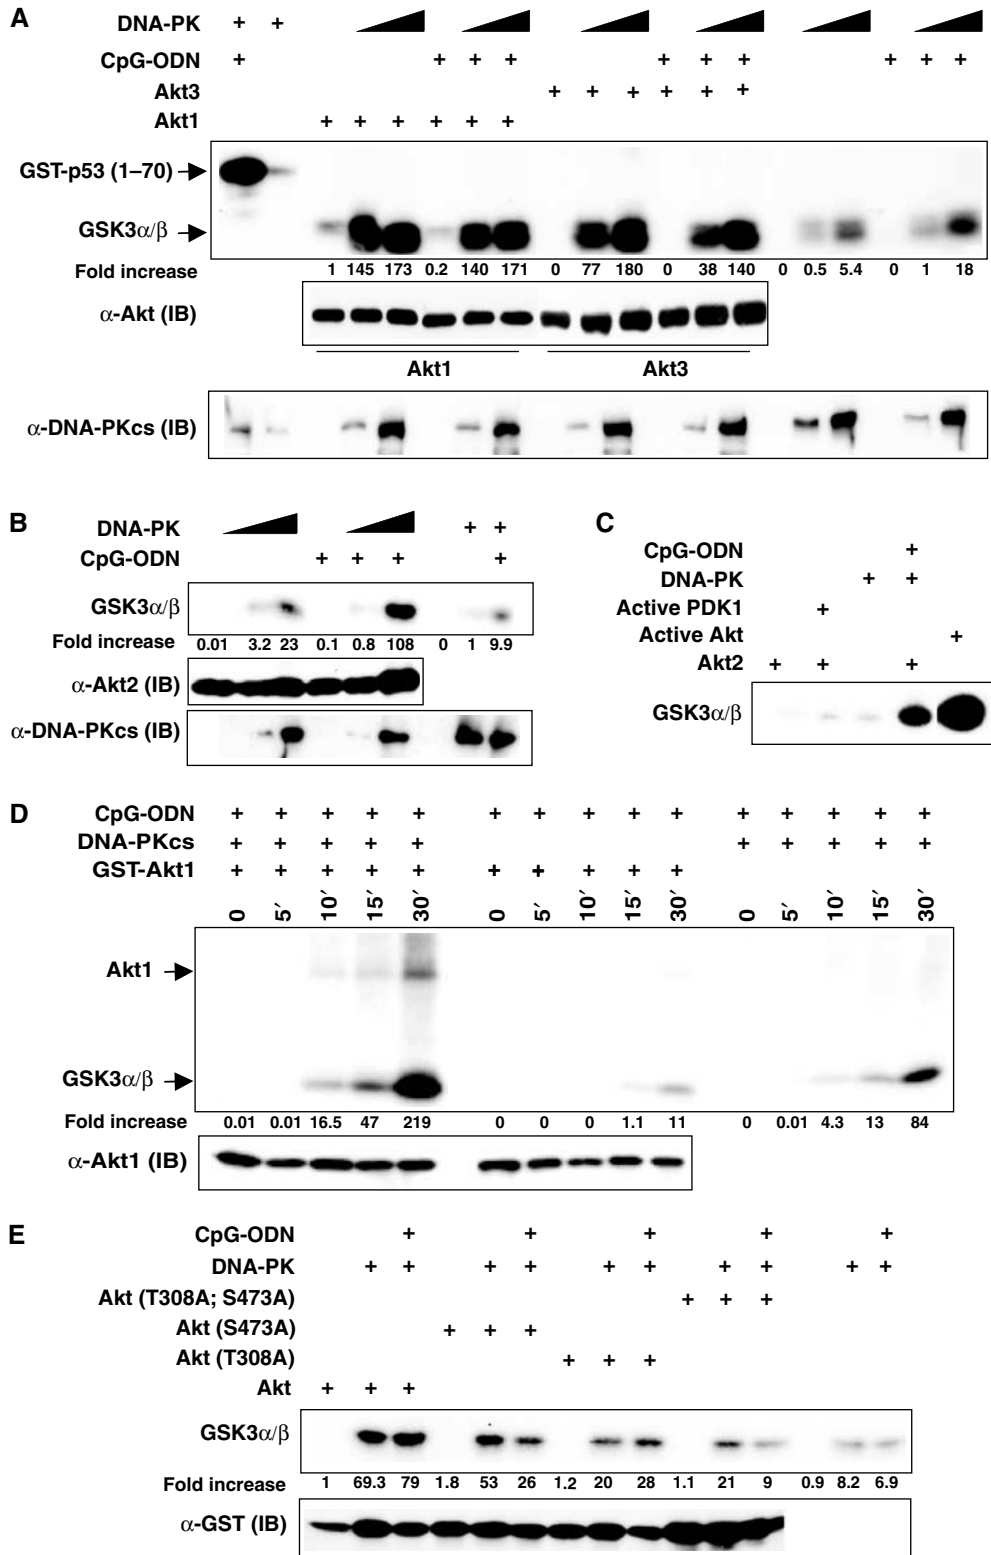 A
DNA-PK + +
CpG-ODN + + + + + + + + + +
Akt3 + + + + + +
Akt1 + + + + + +
GST-p53 (1–70)
GSK3α/β
Fold increase 1 145 173 0.2 140 171 0 77 180 0 38 140 0 0.5 5.4 0 1 18
α-Akt (IB)
Akt1 Akt3
α-DNA-PKcs (IB)
B
DNA-PK + +
CpG-ODN + + + +
GSK3α/β
Fold increase 0.01 3.2 23 0.1 0.8 108 0 1 9.9
α-Akt2 (IB)
α-DNA-PKcs (IB)
C
CpG-ODN +
DNA-PK + +
Active PDK1 +
Active Akt +
Akt2 + + +
GSK3α/β
D
CpG-ODN + + + + + + + + + + + + + + +
DNA-PKcs + + + + + + + + + +
GST-Akt1 + + + + + + + + + +
0 5′ 10′ 15′ 30′ 0 5′ 10′ 15′ 30′ 0 5′ 10′ 15′ 30′
Akt1
GSK3α/β
Fold increase 0.01 0.01 16.5 47 219 0 0 0 1.1 11 0 0.01 4.3 13 84
α-Akt1 (IB)
E
CpG-ODN + + + + +
DNA-PK + + + + + + + + + +
Akt (T308A; S473A) + + +
Akt (S473A) + + +
Akt (T308A) + + +
Akt + + +
GSK3α/β
Fold increase 1 69.3 79 1.8 53 26 1.2 20 28 1.1 21 9 0.9 8.2 6.9
α-GST (IB)